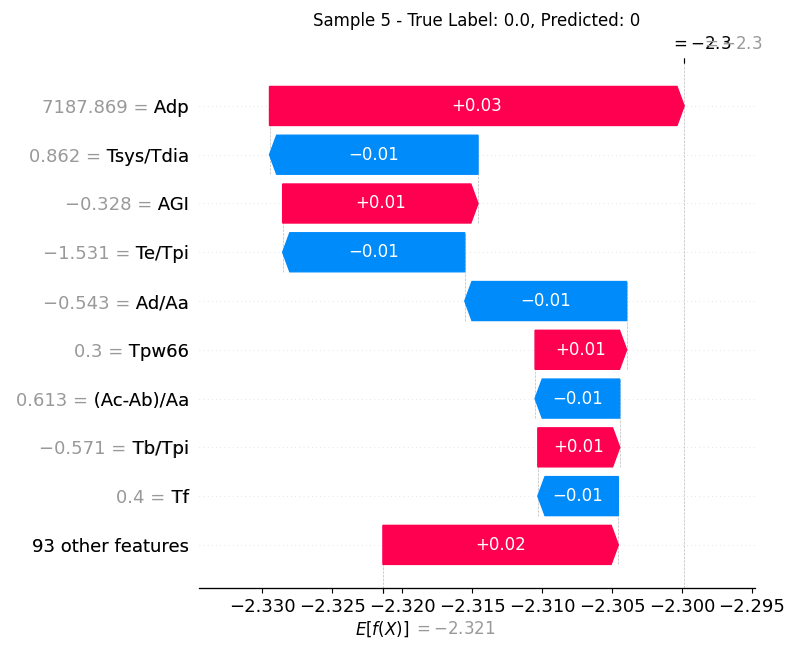 Sample 5 - True Label: 0.0, Predicted: 0
= −2.3 = −2.3
7187.869 = Adp +0.03
0.862 = Tsys/Tdia −0.01
−0.328 = AGI +0.01
−1.531 = Te/Tpi −0.01
−0.543 = Ad/Aa −0.01
0.3 = Tpw66 +0.01
0.613 = (Ac-Ab)/Aa −0.01
−0.571 = Tb/Tpi +0.01
0.4 = Tf −0.01
93 other features +0.02
−2.330 −2.325 −2.320 −2.315 −2.310 −2.305 −2.300 −2.295
E[f(X)] = −2.321